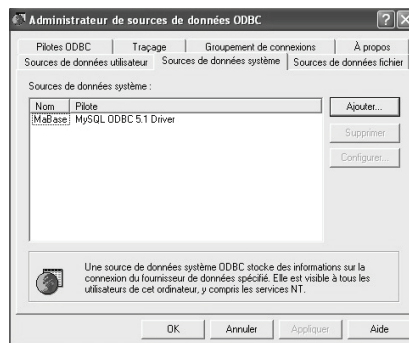 Administrateur de sources de données ODBC
Pilotes ODBC Traçage Groupement de connexions À propos
Sources de données utilisateur Sources de données système Sources de données fichier
Sources de données système :
Nom Pilote
MaBase MySQL ODBC 5.1 Driver
Ajouter...
Supprimer
Configurer...
Une source de données système ODBC stocke des informations sur la
connexion du fournisseur de données spécifié. Elle est visible à tous les
utilisateurs de cet ordinateur, y compris les services NT.
OK Annuler Appliquer Aide